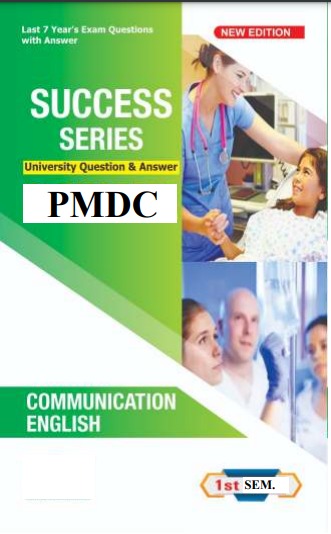 Last 7 Year's Exam Questions
with Answer
NEW EDITION
SUCCESS
SERIES
University Question & Answer
PMDC
COMMUNICATION
ENGLISH
1st SEM.